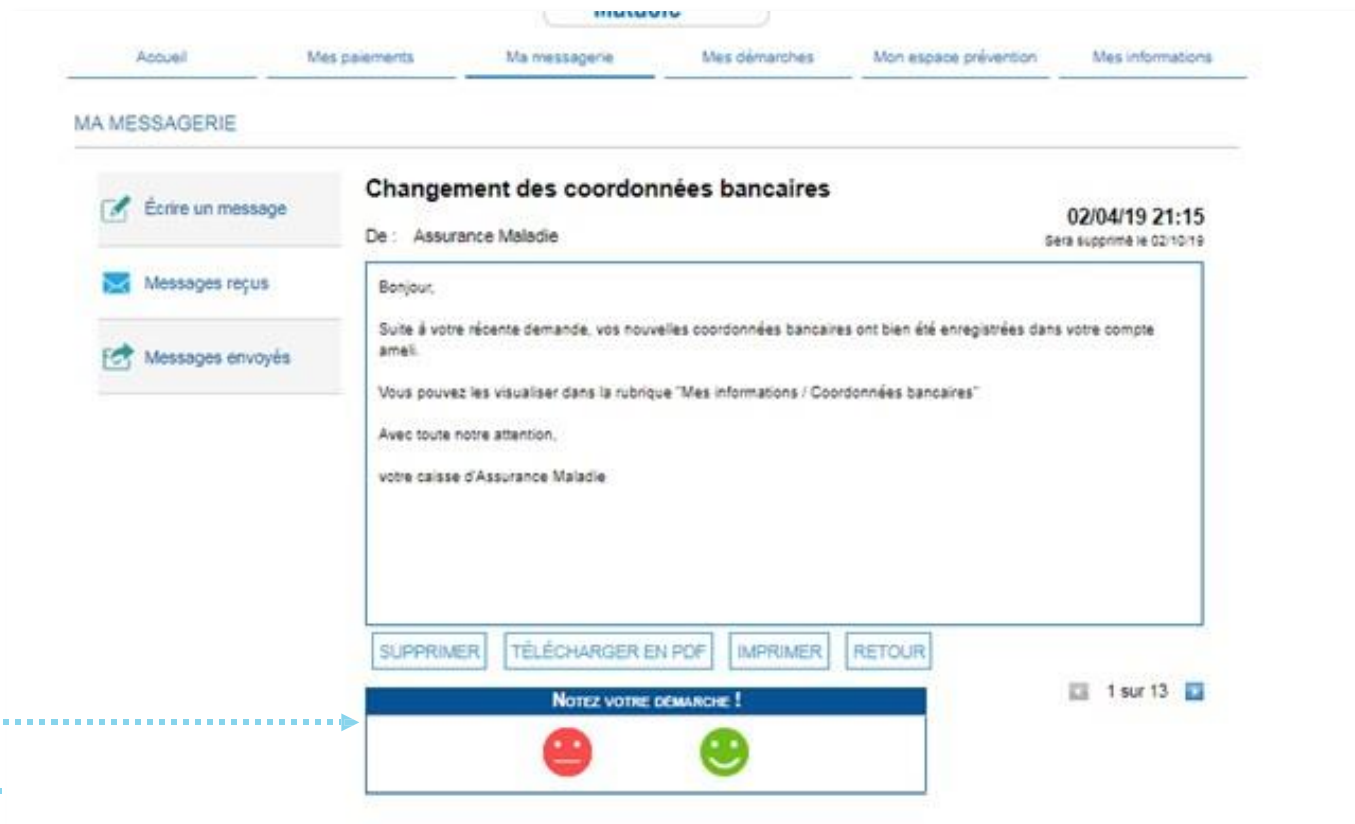 Accueil Mes paiements Ma messagerie Mes démarches Mon espace prévention Mes informations
MA MESSAGERIE
Écrire un message
Messages reçus
Messages envoyés
Changement des coordonnées bancaires
De : Assurance Maladie
02/04/19 21:15
Sera supprimé le 02/10/19
Bonjour,
Suite à votre récente demande, vos nouvelles coordonnées bancaires ont bien été enregistrées dans votre compte
ameli.
Vous pouvez les visualiser dans la rubrique "Mes informations / Coordonnées bancaires"
Avec toute notre attention,
votre caisse d'Assurance Maladie
SUPPRIMER TÉLÉCHARGER EN PDF IMPRIMER RETOUR
1 sur 13
NOTEZ VOTRE DÉMARCHE !